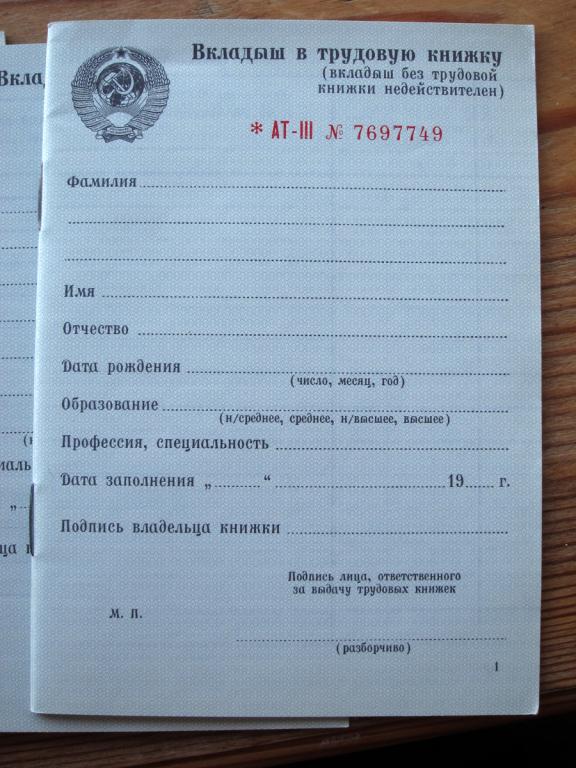 Вкладыш в трудовую книжку
(вкладыш без трудовой
книжки недействителен)
* АТ-III № 7697749
Фамилия
Имя
Отчество
Дата рождения
(число, месяц, год)
Образование
(н/среднее, среднее, н/высшее, высшее)
Профессия, специальность
Дата заполнения „ “ 19 г.
Подпись владельца книжки
Подпись лица, ответственного
за выдачу трудовых книжек
М. П.
(разборчиво)
1